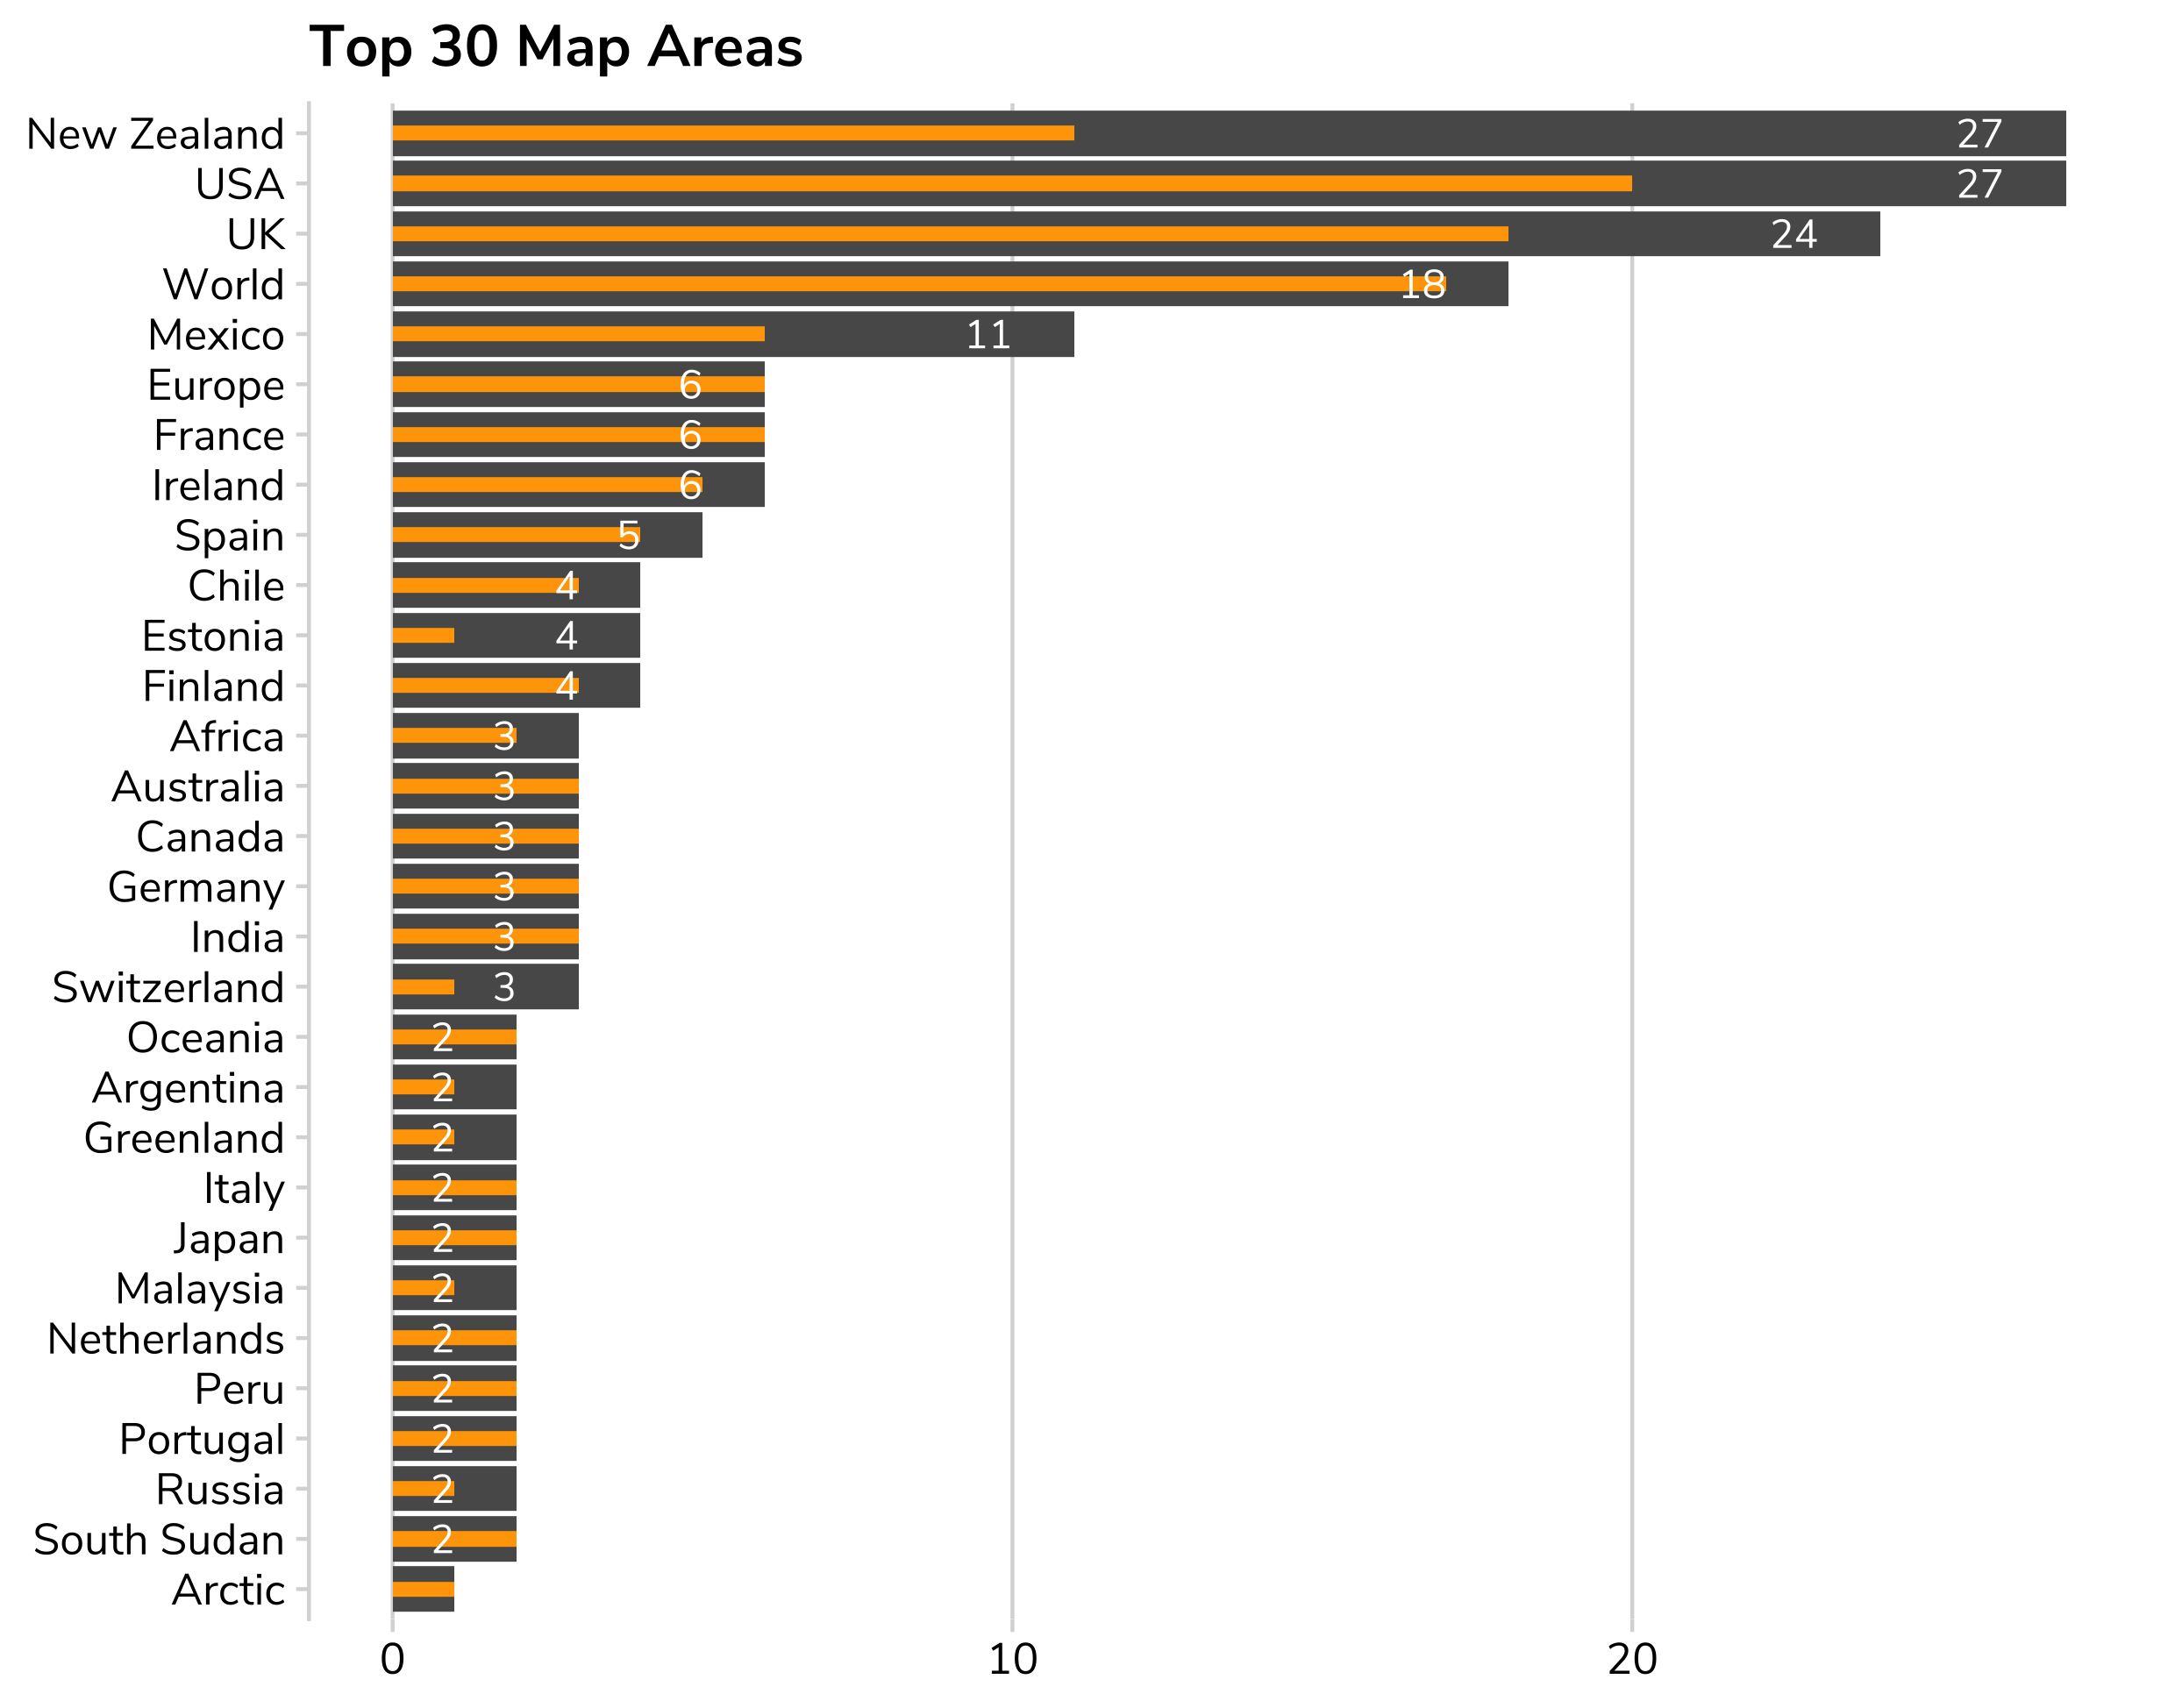 Top 30 Map Areas
New Zealand 27
USA 27
UK 24
World 18
Mexico 11
Europe 6
France 6
Ireland 6
Spain 5
Chile 4
Estonia 4
Finland 4
Africa 3
Australia 3
Canada 3
Germany 3
India 3
Switzerland 3
Oceania 2
Argentina 2
Greenland 2
Italy 2
Japan 2
Malaysia 2
Netherlands 2
Peru 2
Portugal 2
Russia 2
South Sudan 2
Arctic
0 10 20